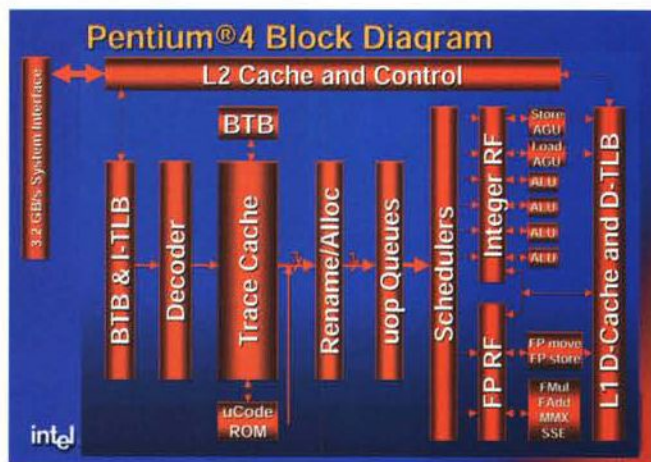 Pentium®4 Block Diagram
3.2 GB/s System Interface
L2 Cache and Control
BTB
BTB & I-TLB
Decoder
Trace Cache
Rename/Alloc
uop Queues
Schedulers
Integer RF
FP RF
uCode
ROM
Store
AGU
Load
AGU
ALU
ALU
ALU
ALU
FP move
FP store
FMul
FAdd
MMX
SSE
L1 D-Cache and D-TLB
3
3
intel